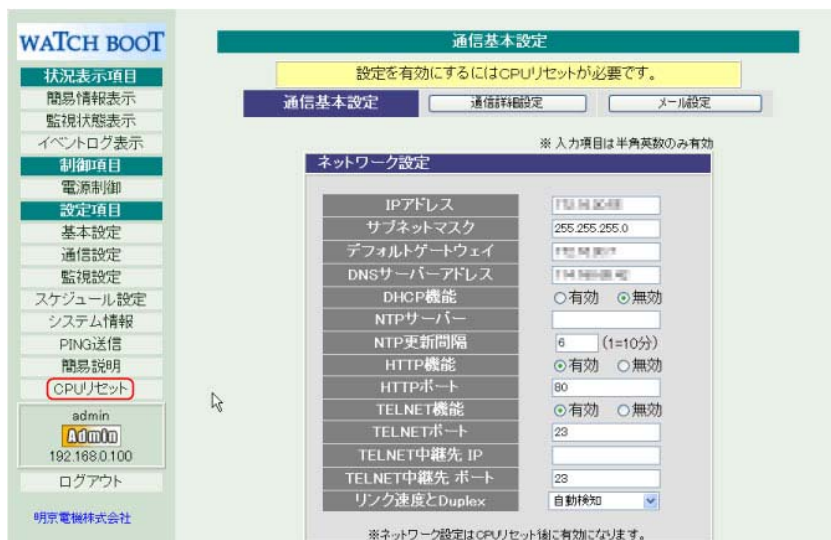 WATCH BOOT
状況表示項目
簡易情報表示
監視状態表示
イベントログ表示
制御項目
電源制御
設定項目
基本設定
通信設定
監視設定
スケジュール設定
システム情報
PING送信
簡易説明
CPUリセット
admin
Admin
192.168.0.100
ログアウト
明京電機株式会社
通信基本設定
設定を有効にするにはCPUリセットが必要です。
通信基本設定 通信詳細設定 メール設定
※ 入力項目は半角英数のみ有効
ネットワーク設定
IPアドレス
サブネットマスク 255.255.255.0
デフォルトゲートウェイ
DNSサーバーアドレス
DHCP機能 有効 無効
NTPサーバー
NTP更新間隔 6 (1=10分)
HTTP機能 有効 無効
HTTPポート 80
TELNET機能 有効 無効
TELNETポート 23
TELNET中継先 IP
TELNET中継先 ポート 23
リンク速度とDuplex 自動検知
※ネットワーク設定はCPUリセット後に有効になります。